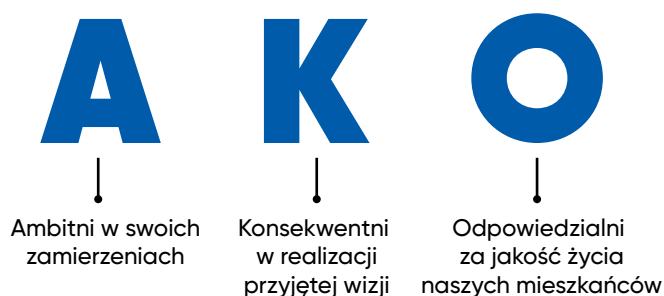 A K O
Ambitni w swoich
zamierzeniach
Konsekwentni
w realizacji
przyjętej wizji
Odpowiedzialni
za jakość życia
naszych mieszkańców